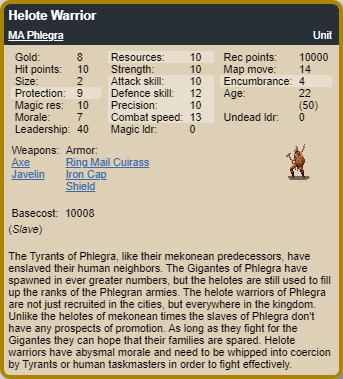 Helote Warrior
MA Phlegra Unit
Gold: 8 Resources: 10 Rec points: 10000
Hit points: 10 Strength: 10 Map move: 14
Size: 2 Attack skill: 10 Encumbrance: 4
Protection: 9 Defence skill: 12 Age: 22
Magic res: 10 Precision: 10 (50)
Morale: 7 Combat speed: 13 Undead ldr: 0
Leadership: 40 Magic ldr: 0
Weapons: Armor:
Axe Ring Mail Cuirass
Javelin Iron Cap
Shield
Basecost: 10008
(Slave)
The Tyrants of Phlegra, like their mekonean predecessors, have
enslaved their human neighbors. The Gigantes of Phlegra have
spawned in ever greater numbers, but the helotes are still used to fill
up the ranks of the Phlegran armies. The helote warriors of Phlegra
are not just recruited in the cities, but everywhere in the kingdom.
Unlike the helotes of mekonean times the slaves of Phlegra don't
have any prospects of promotion. As long as they fight for the
Gigantes they can hope that their families are spared. Helote
warriors have abysmal morale and need to be whipped into coercion
by Tyrants or human taskmasters in order to fight effectively.